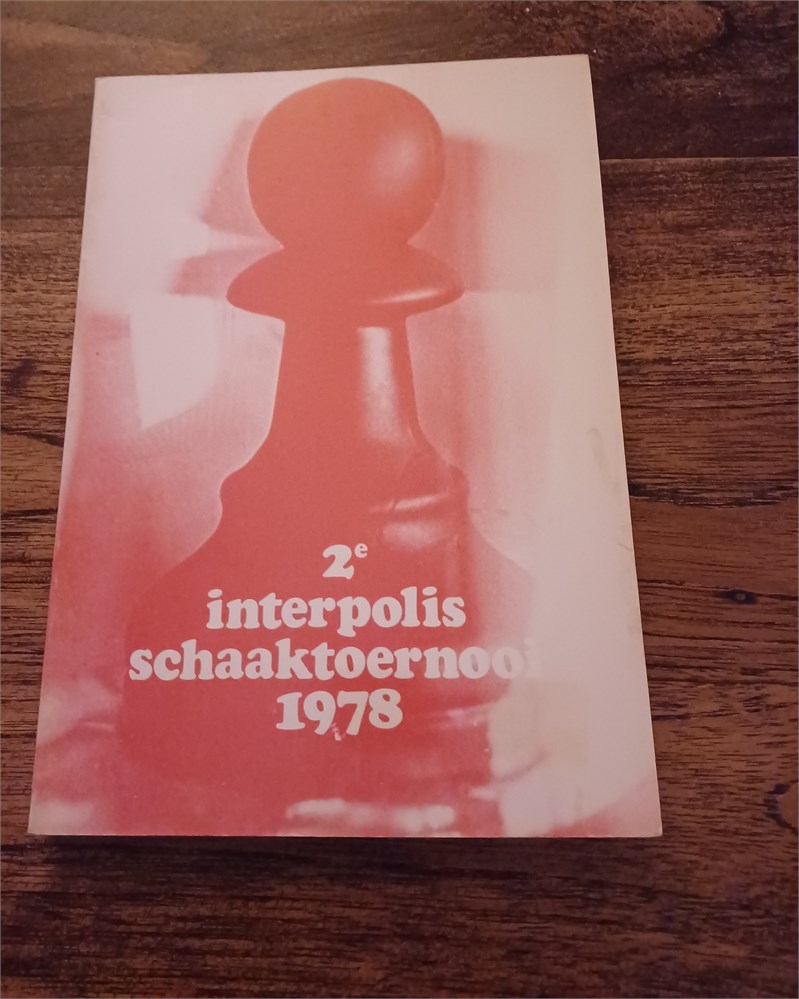 2e
interpolis
schaaktoernooi
1978